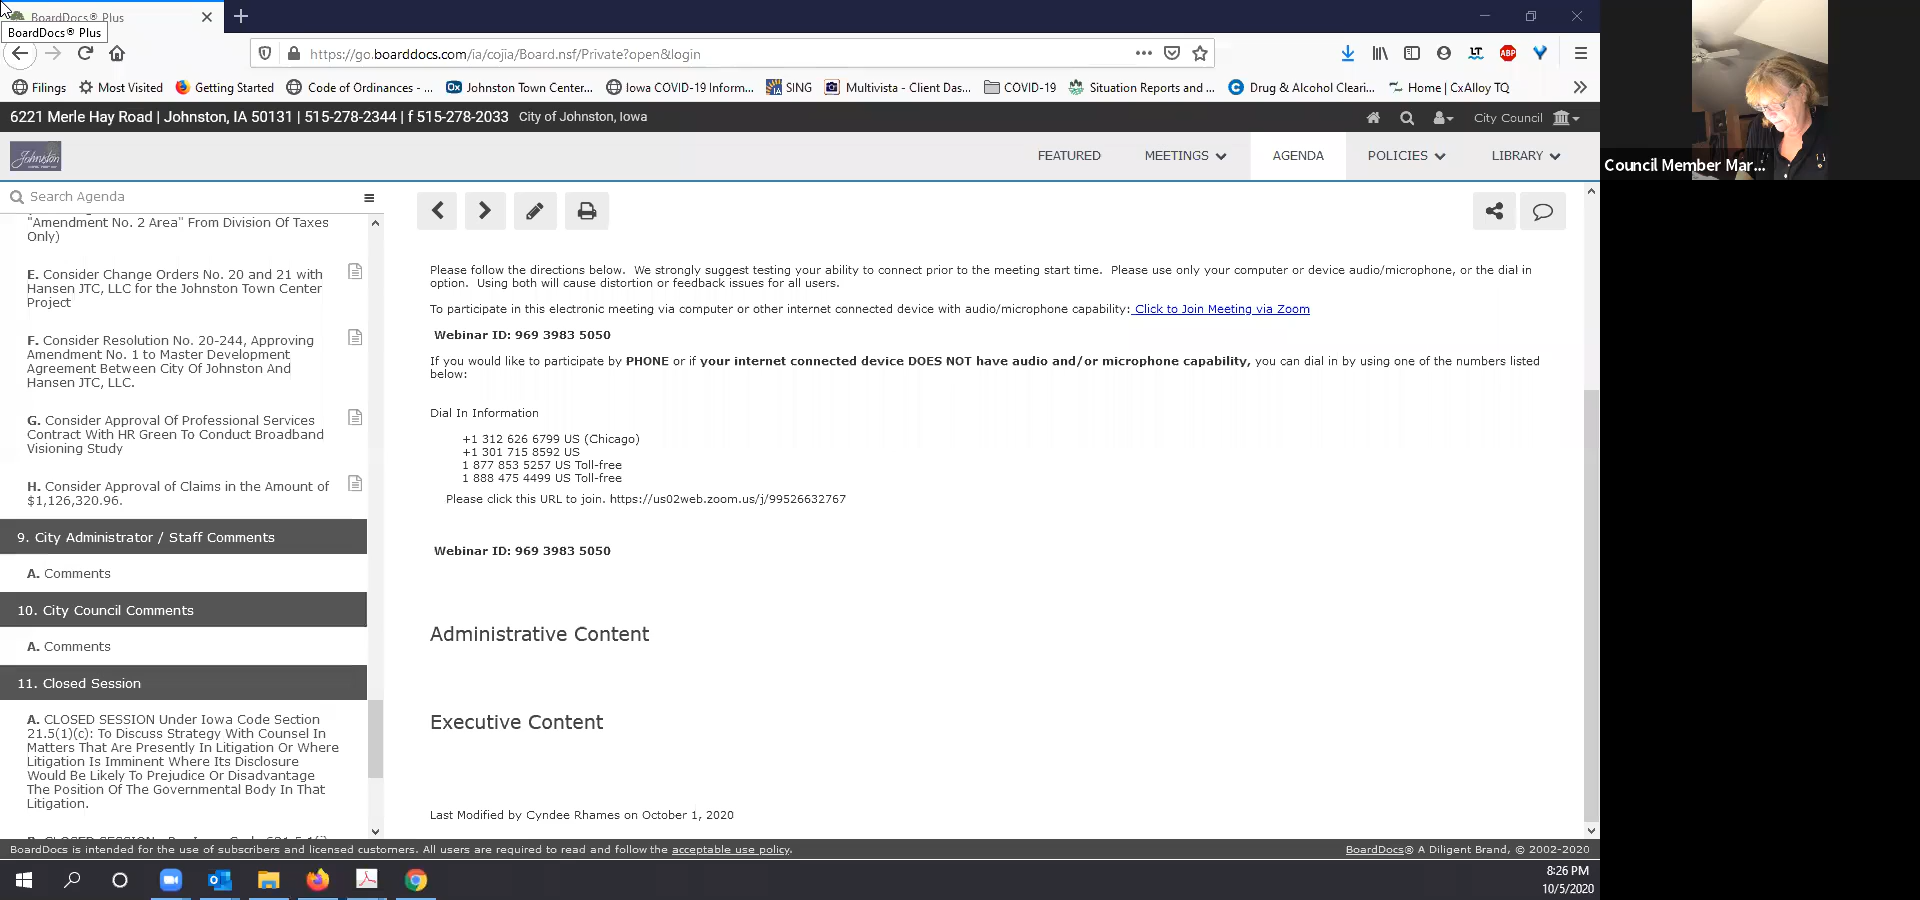 BoardDocs® Plus
BoardDocs® Plus
https://go.boarddocs.com/ia/cojia/Board.nsf/Private?open&login
Filings
Most Visited
Getting Started
Code of Ordinances - ...
Johnston Town Center...
Iowa COVID-19 Inform...
SING
Multivista - Client Das...
COVID-19
Situation Reports and ...
Drug & Alcohol Cleari...
Home | CxAlloy TQ
6221 Merle Hay Road | Johnston, IA 50131 | 515-278-2344 | f 515-278-2033 City of Johnston, Iowa
City Council
Johnston
FEATURED
MEETINGS
AGENDA
POLICIES
LIBRARY
Search Agenda
"Amendment No. 2 Area" From Division Of Taxes
Only)
E. Consider Change Orders No. 20 and 21 with
Hansen JTC, LLC for the Johnston Town Center
Project
F. Consider Resolution No. 20-244, Approving
Amendment No. 1 to Master Development
Agreement Between City Of Johnston And
Hansen JTC, LLC.
G. Consider Approval Of Professional Services
Contract With HR Green To Conduct Broadband
Visioning Study
H. Consider Approval of Claims in the Amount of
$1,126,320.96.
9. City Administrator / Staff Comments
A. Comments
10. City Council Comments
A. Comments
11. Closed Session
A. CLOSED SESSION Under Iowa Code Section
21.5(1)(c): To Discuss Strategy With Counsel In
Matters That Are Presently In Litigation Or Where
Litigation Is Imminent Where Its Disclosure
Would Be Likely To Prejudice Or Disadvantage
The Position Of The Governmental Body In That
Litigation.
Please follow the directions below. We strongly suggest testing your ability to connect prior to the meeting start time. Please use only your computer or device audio/microphone, or the dial in
option. Using both will cause distortion or feedback issues for all users.
To participate in this electronic meeting via computer or other internet connected device with audio/microphone capability: Click to Join Meeting via Zoom
Webinar ID: 969 3983 5050
If you would like to participate by PHONE or if your internet connected device DOES NOT have audio and/or microphone capability, you can dial in by using one of the numbers listed
below:
Dial In Information
+1 312 626 6799 US (Chicago)
+1 301 715 8592 US
1 877 853 5257 US Toll-free
1 888 475 4499 US Toll-free
Please click this URL to join. https://us02web.zoom.us/j/99526632767
Webinar ID: 969 3983 5050
Administrative Content
Executive Content
Last Modified by Cyndee Rhames on October 1, 2020
BoardDocs is intended for the use of subscribers and licensed customers. All users are required to read and follow the acceptable use policy.
BoardDocs® A Diligent Brand, © 2002-2020
8:26 PM
10/5/2020
Council Member Mar...
LT
ABP